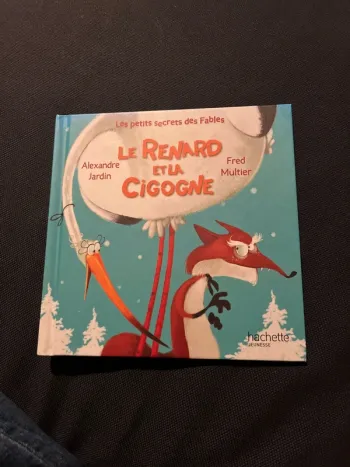 Les petits secrets des Fables
LE RENARD
ET LA
CIGOGNE
Alexandre
Jardin
Fred
Multier
hachette
JEUNESSE